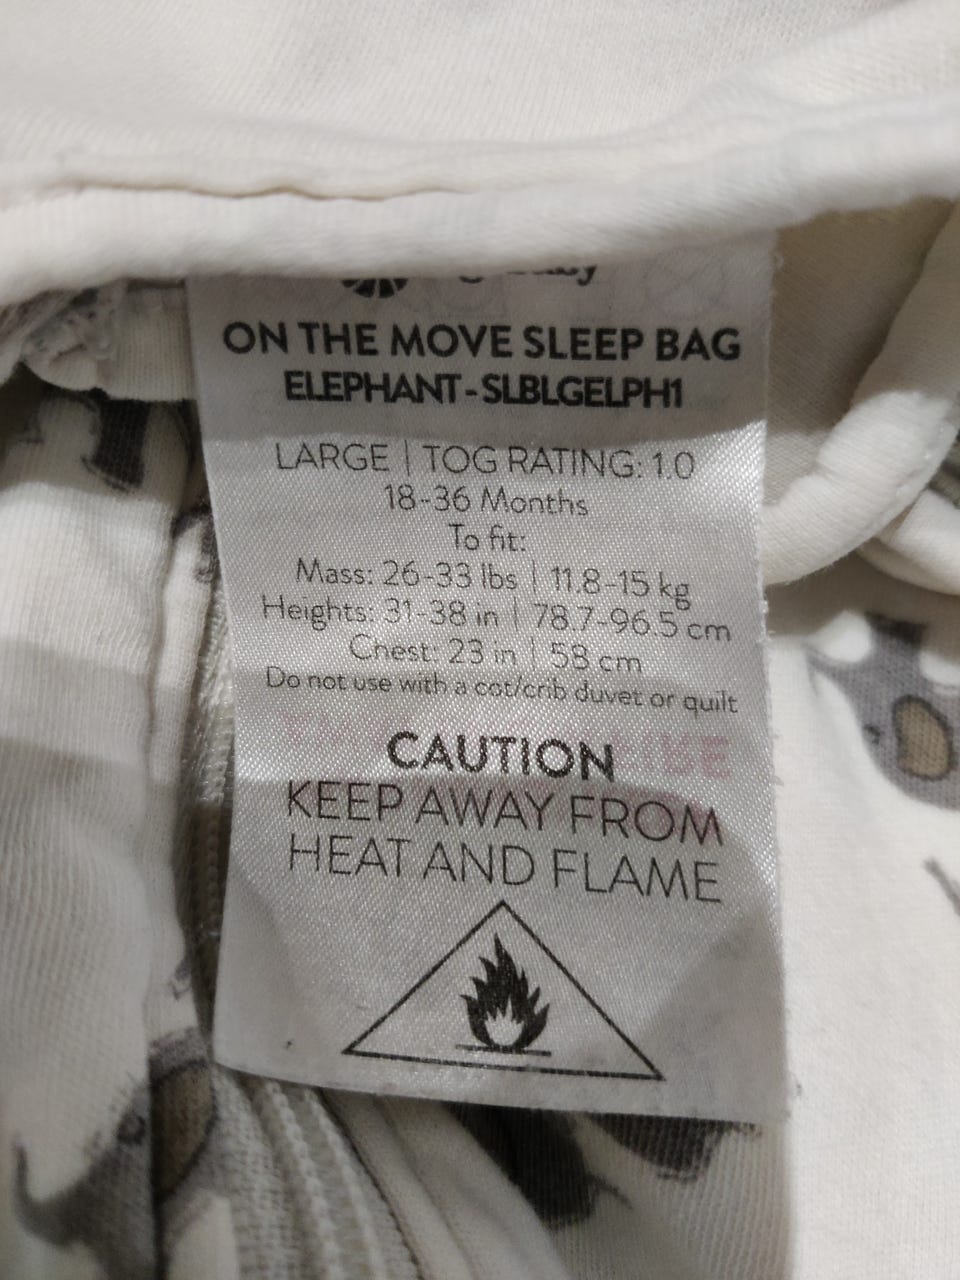 ON THE MOVE SLEEP BAG
ELEPHANT-SLBLGELPH1
LARGE | TOG RATING: 1.0
18-36 Months
To fit:
Mass: 26-33 lbs | 11.8-15 kg
Heights: 31-38 in | 78.7-96.5 cm
Chest: 23 in | 58 cm
Do not use with a cot/crib duvet or quilt
CAUTION
KEEP AWAY FROM
HEAT AND FLAME